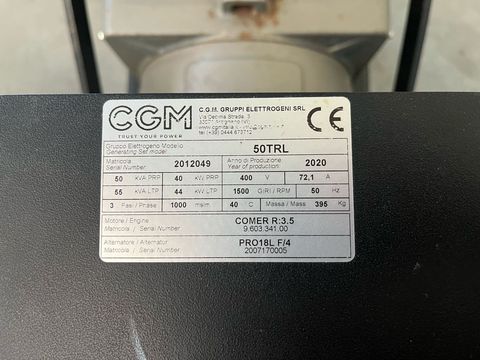 CGM
TRUST YOUR POWER
C.G.M. GRUPPI ELETTROGENI SRL
Via Decima Strada, 3
(VI)
CE
Gruppo Elettrogeno Modello
Generating Set model
50TRL
Matricola
Serial Number
2012049
Anno di Produzione
Year of production
2020
50 kVA PRP 40 kW PRP 400 V 72,1 A
55 kVA LTP 44 kW LTP 1500 GIRI / RPM 50 Hz
3 Fasi / Phase 1000 mslm 40 C Massa / Mass 395 Kg
Motore / Engine COMER R:3.5
Matricola / Serial Number 9.603.341.00
Alternatore / Alternatur PRO18L F/4
Matricola / Serial Number 2007170005